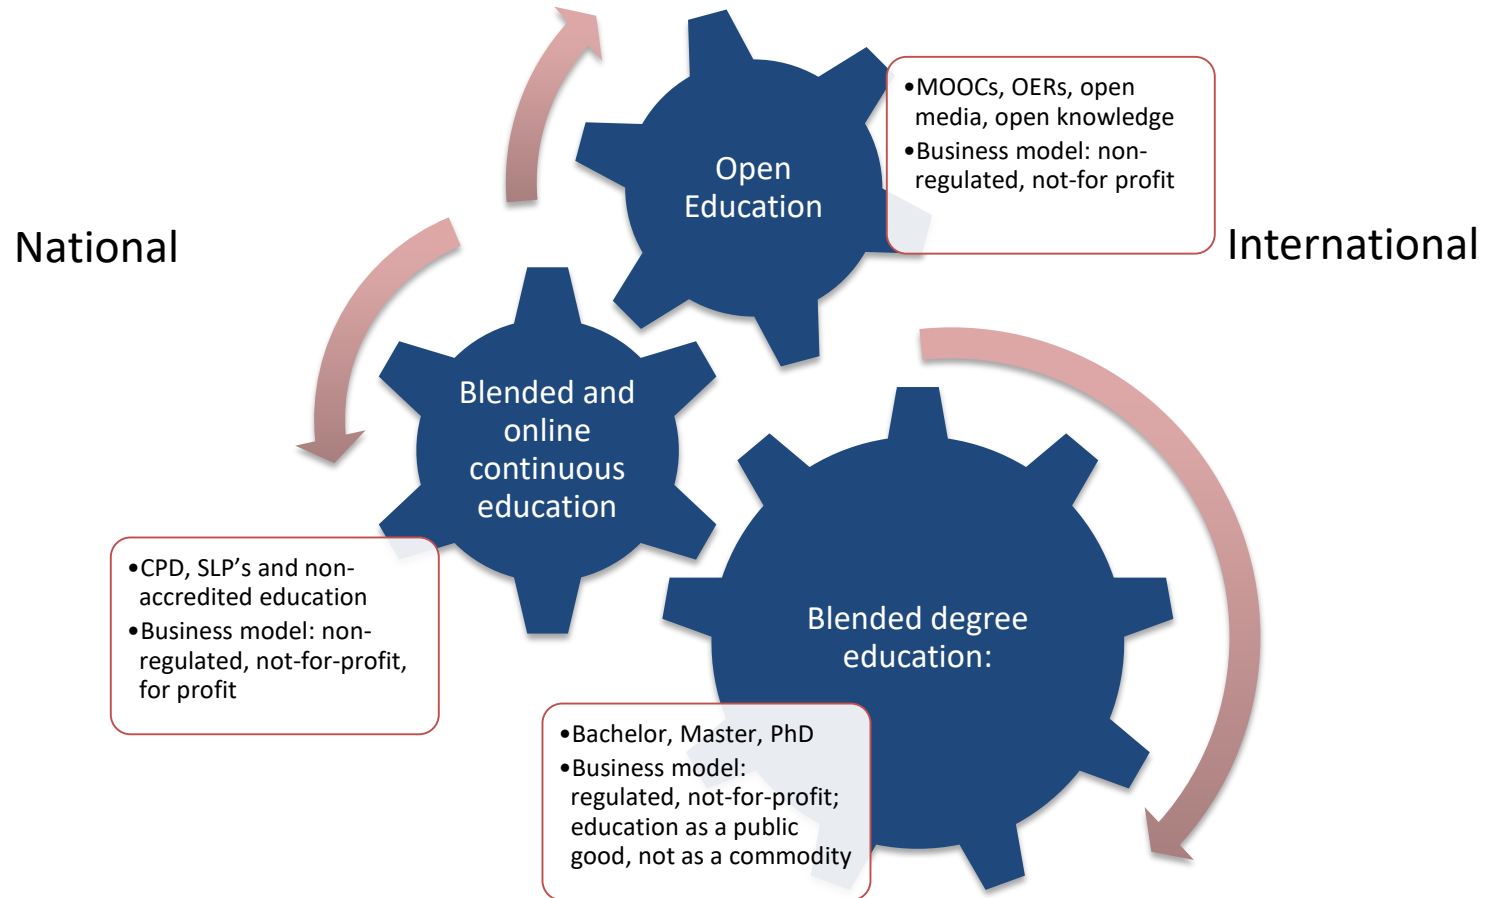 National
International
Open
Education
•MOOCs, OERs, open
media, open knowledge
•Business model: non-
regulated, not-for profit
Blended and
online
continuous
education
•CPD, SLP’s and non-
accredited education
•Business model: non-
regulated, not-for-profit,
for profit
Blended degree
education:
•Bachelor, Master, PhD
•Business model:
regulated, not-for-profit;
education as a public
good, not as a commodity